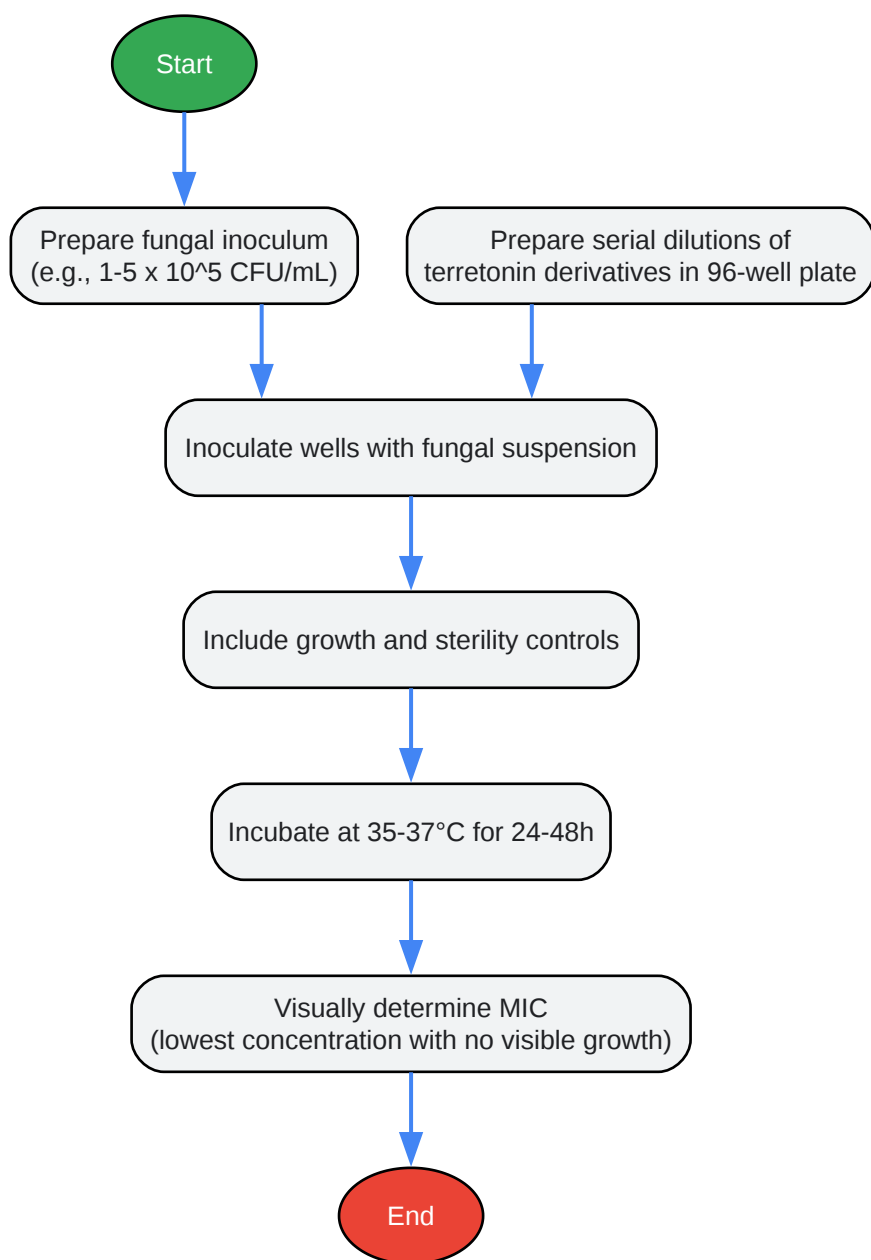 Start
Prepare fungal inoculum
(e.g., 1-5 x 10^5 CFU/mL)
Prepare serial dilutions of
terretonin derivatives in 96-well plate
Inoculate wells with fungal suspension
Include growth and sterility controls
Incubate at 35-37°C for 24-48h
Visually determine MIC
(lowest concentration with no visible growth)
End